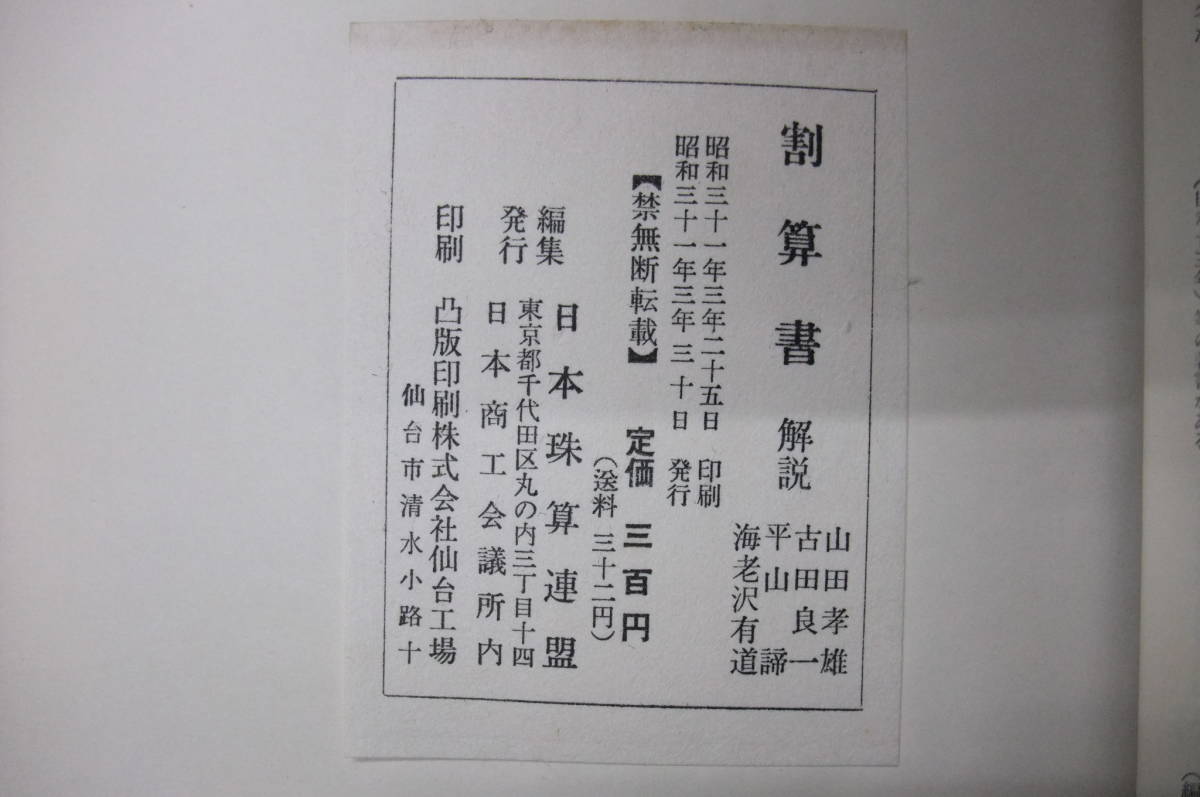 割算書 解説
山田孝雄
古田良一
平山諦
海老沢有道
昭和三十一年三年二十五日 印刷
昭和三十一年三年三十日 発行
【禁無断転載】 定価 三百円
(送料 三十二円)
編集 日本珠算連盟
発行
東京都千代田区丸の内三丁目十四
日本商工会議所内
印刷 凸版印刷株式会社仙台工場
仙台市清水小路十